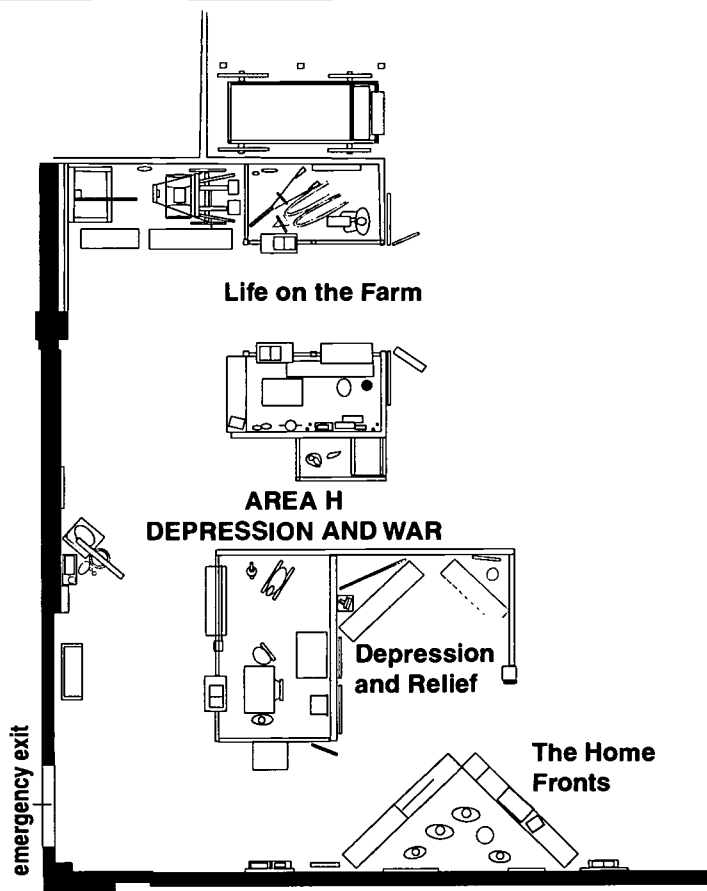 Life on the Farm
AREA H
DEPRESSION AND WAR
Depression
and Relief
The Home
Fronts
emergency exit